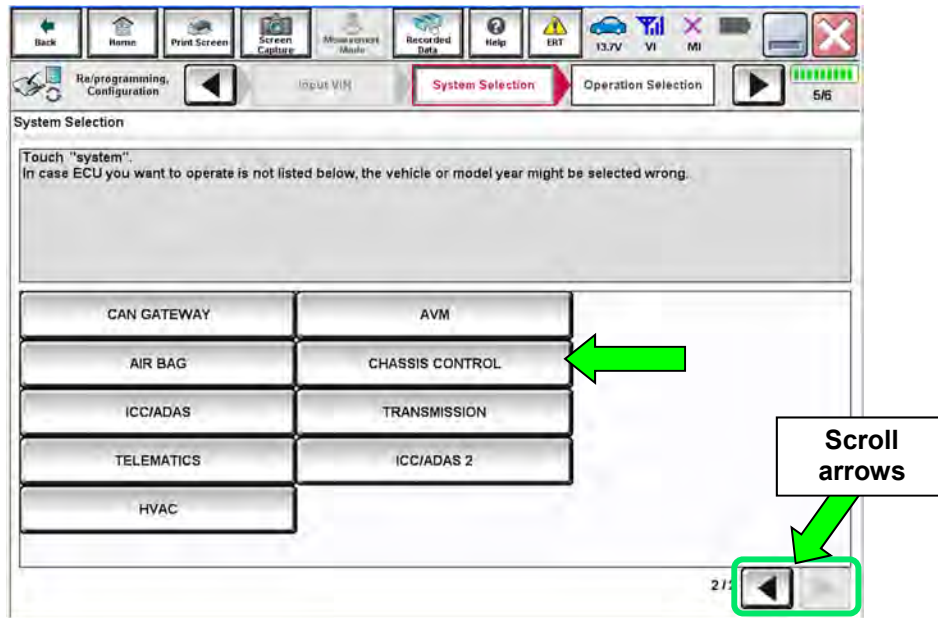 Back
Home
Print Screen
Screen Capture
Measurement Mode
Recorded Data
Help
ERT
13.7V
VI
MI
Re/programming, Configuration
Input VIN
System Selection
Operation Selection
5/6
System Selection
Touch "system".
In case ECU you want to operate is not listed below, the vehicle or model year might be selected wrong.
CAN GATEWAY
AVM
AIR BAG
CHASSIS CONTROL
ICC/ADAS
TRANSMISSION
TELEMATICS
ICC/ADAS 2
HVAC
Scroll
arrows